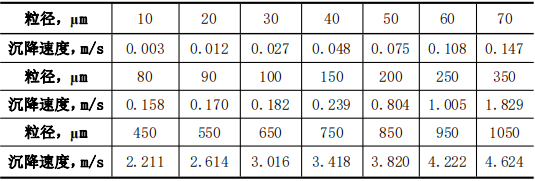 粒径，μm 10 20 30 40 50 60 70
沉降速度，m/s 0.003 0.012 0.027 0.048 0.075 0.108 0.147
粒径，μm 80 90 100 150 200 250 350
沉降速度，m/s 0.158 0.170 0.182 0.239 0.804 1.005 1.829
粒径，μm 450 550 650 750 850 950 1050
沉降速度，m/s 2.211 2.614 3.016 3.418 3.820 4.222 4.624